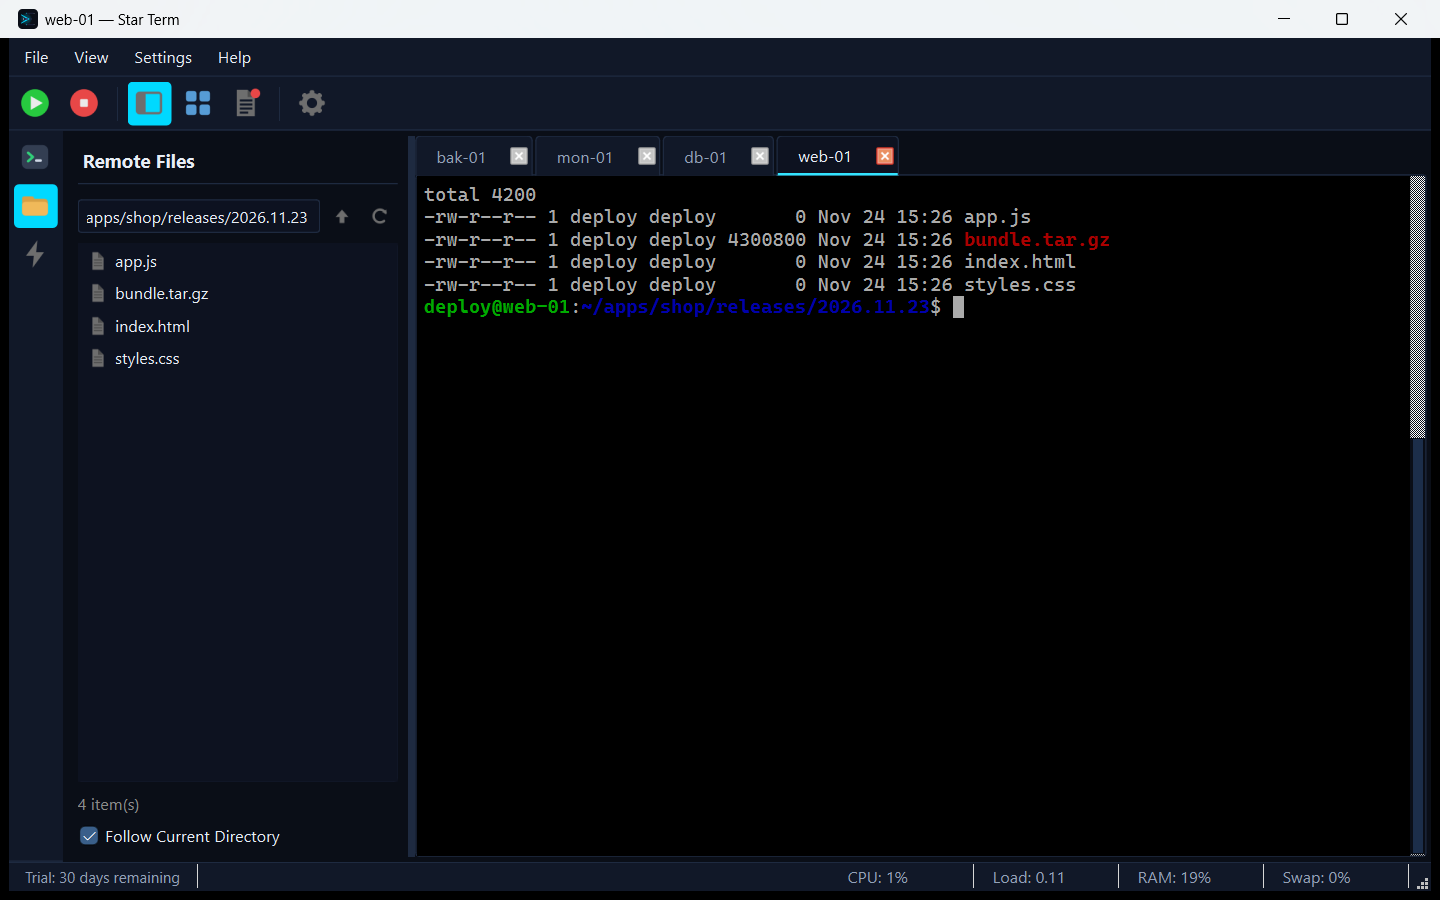 web-01 — Star Term
File View Settings Help
Remote Files
apps/shop/releases/2026.11.23
app.js
bundle.tar.gz
index.html
styles.css
4 item(s)
Follow Current Directory
bak-01 mon-01 db-01 web-01
total 4200
-rw-r--r-- 1 deploy deploy       0 Nov 24 15:26 app.js
-rw-r--r-- 1 deploy deploy 4300800 Nov 24 15:26 bundle.tar.gz
-rw-r--r-- 1 deploy deploy       0 Nov 24 15:26 index.html
-rw-r--r-- 1 deploy deploy       0 Nov 24 15:26 styles.css
deploy@web-01:~/apps/shop/releases/2026.11.23$
Trial: 30 days remaining CPU: 1% Load: 0.11 RAM: 19% Swap: 0%